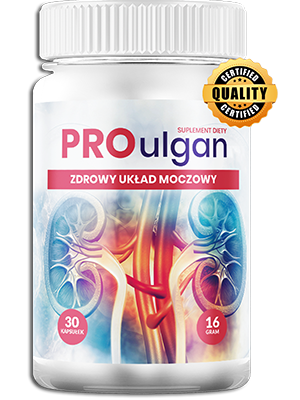 CERTIFIED
QUALITY
CERTIFIED
SUPLEMENT DIETY
PROulgan
ZDROWY UKŁAD MOCZOWY
30
KAPSUŁEK
16
GRAM